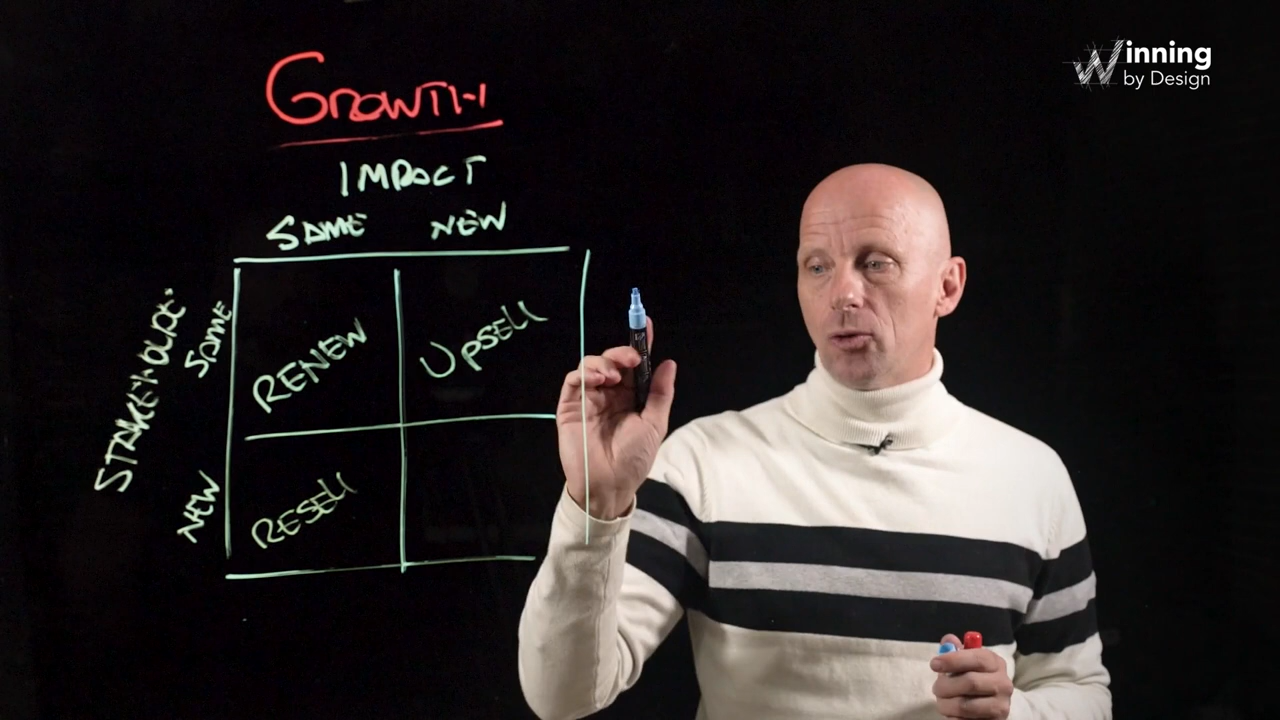 Winning
by Design
GROWTH
IMPACT
SAME NEW
STAKEHOLDER
SAME
RENEW
UPSELL
NEW
RESELL